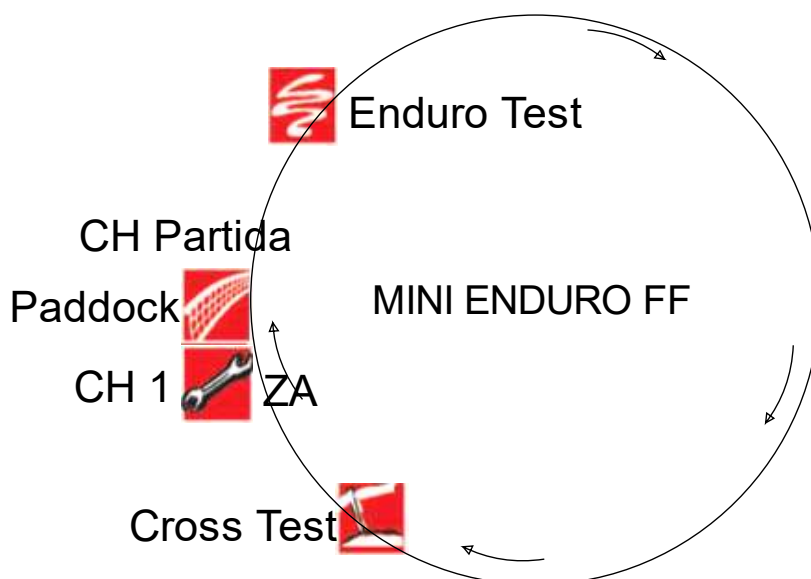 Enduro Test
CH Partida
Paddock
MINI ENDURO FF
CH 1
ZA
Cross Test